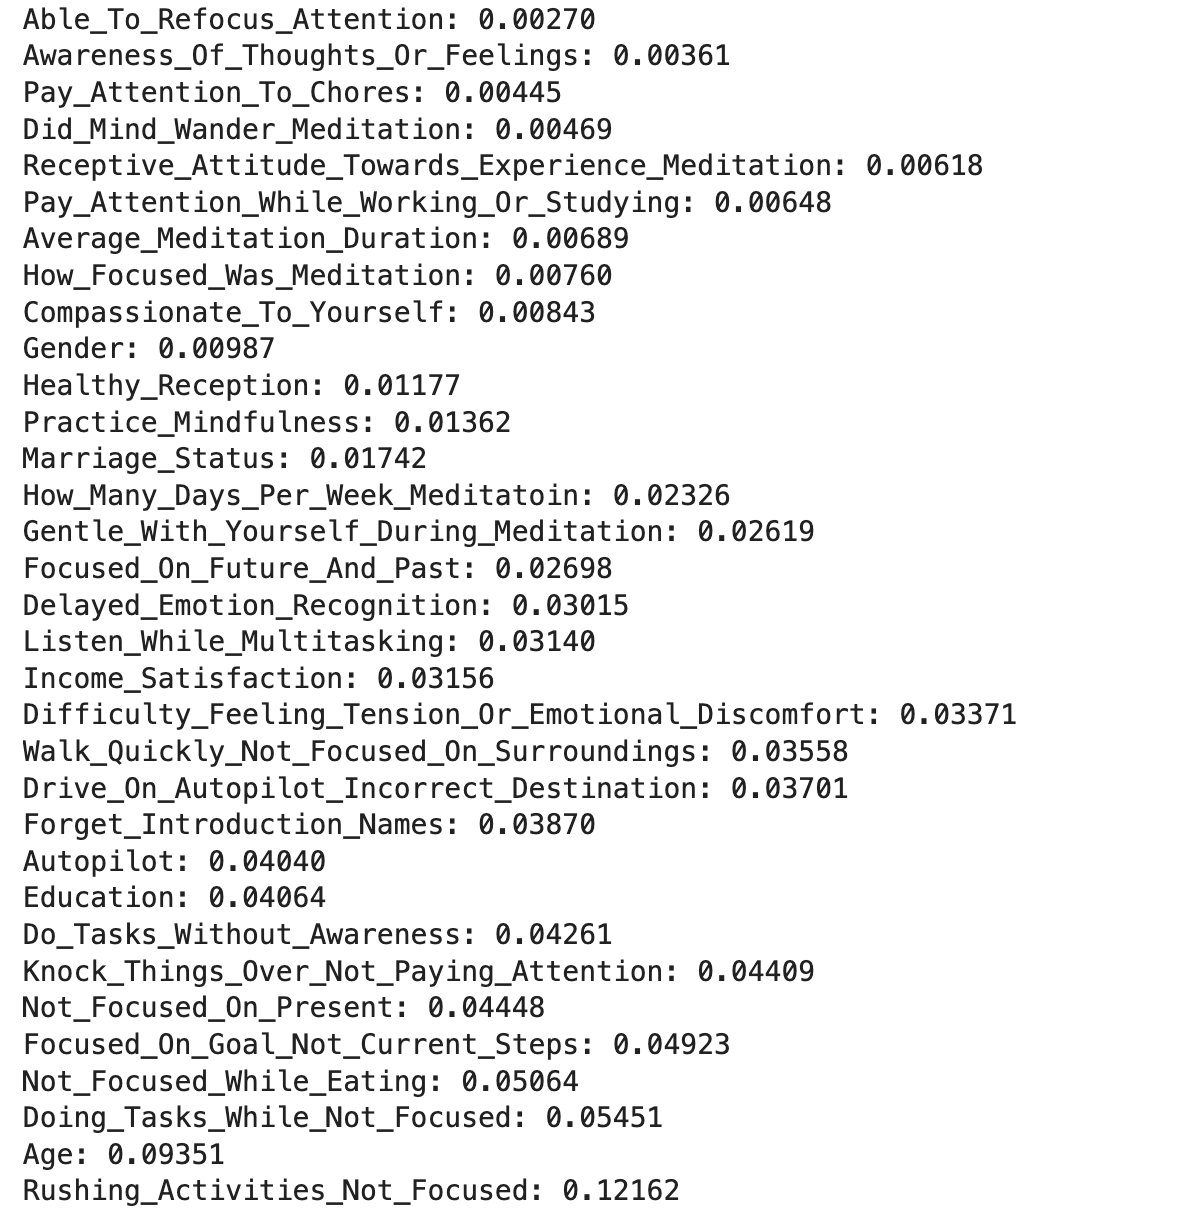 Able_To_Refocus_Attention: 0.00270
Awareness_Of_Thoughts_Or_Feelings: 0.00361
Pay_Attention_To_Chores: 0.00445
Did_Mind_Wander_Meditation: 0.00469
Receptive_Attitude_Towards_Experience_Meditation: 0.00618
Pay_Attention_While_Working_Or_Studying: 0.00648
Average_Meditation_Duration: 0.00689
How_Focused_Was_Meditation: 0.00760
Compassionate_To_Yourself: 0.00843
Gender: 0.00987
Healthy_Reception: 0.01177
Practice_Mindfulness: 0.01362
Marriage_Status: 0.01742
How_Many_Days_Per_Week_Meditatoin: 0.02326
Gentle_With_Yourself_During_Meditation: 0.02619
Focused_On_Future_And_Past: 0.02698
Delayed_Emotion_Recognition: 0.03015
Listen_While_Multitasking: 0.03140
Income_Satisfaction: 0.03156
Difficulty_Feeling_Tension_Or_Emotional_Discomfort: 0.03371
Walk_Quickly_Not_Focused_On_Surroundings: 0.03558
Drive_On_Autopilot_Incorrect_Destination: 0.03701
Forget_Introduction_Names: 0.03870
Autopilot: 0.04040
Education: 0.04064
Do_Tasks_Without_Awareness: 0.04261
Knock_Things_Over_Not_Paying_Attention: 0.04409
Not_Focused_On_Present: 0.04448
Focused_On_Goal_Not_Current_Steps: 0.04923
Not_Focused_While_Eating: 0.05064
Doing_Tasks_While_Not_Focused: 0.05451
Age: 0.09351
Rushing_Activities_Not_Focused: 0.12162